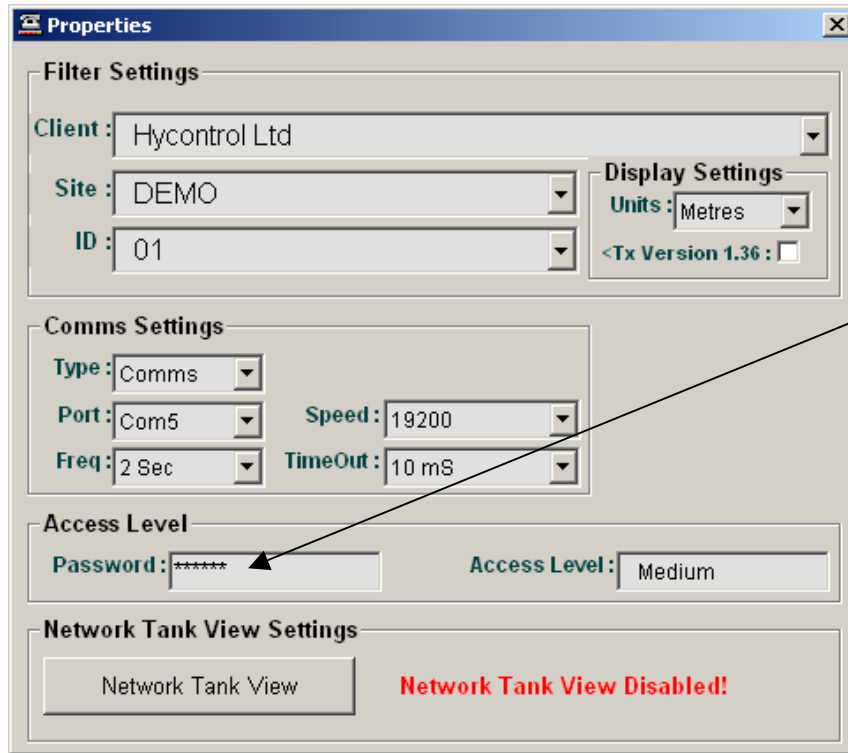 Properties
Filter Settings
Client : Hycontrol Ltd
Site : DEMO
Display Settings
Units : Metres
ID : 01
<Tx Version 1.36 :
Comms Settings
Type : Comms
Port : Com5 Speed : 19200
Freq : 2 Sec TimeOut : 10 mS
Access Level
Password : ****** Access Level : Medium
Network Tank View Settings
Network Tank View Network Tank View Disabled!